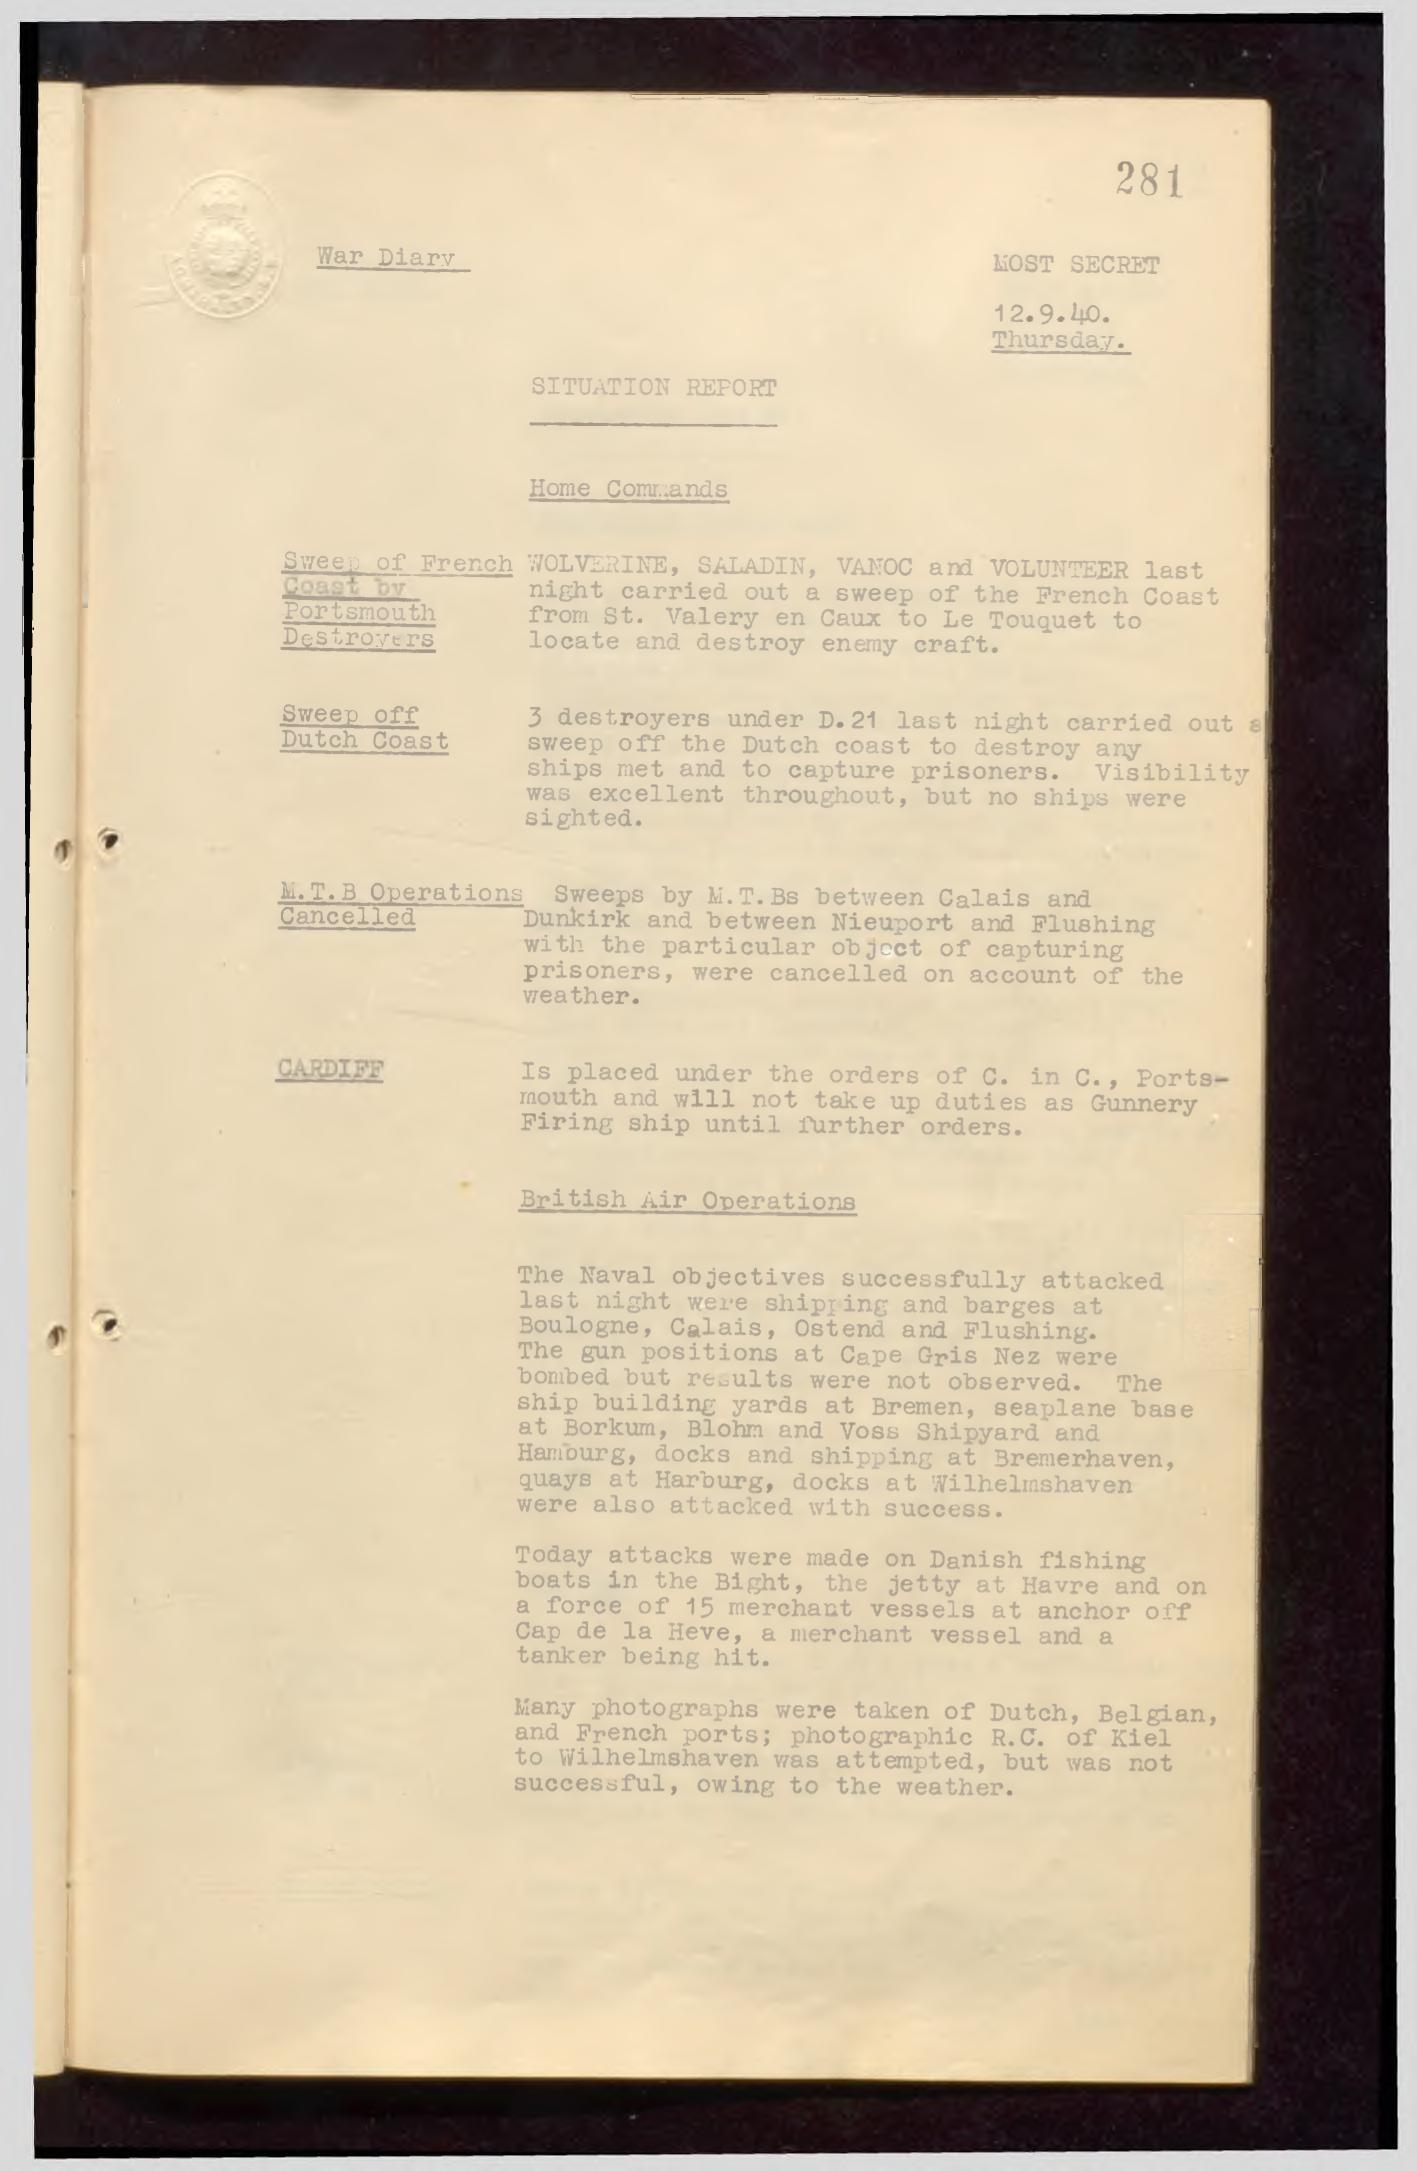 281
War Diary
MOST SECRET
12.9.40.
Thursday.
SITUATION REPORT
Home Commands
Sweep of French
Coast by
Portsmouth
Destroyers
WOLVERINE, SALADIN, VANOC and VOLUNTEER last
night carried out a sweep of the French Coast
from St. Valery en Caux to Le Touquet to
locate and destroy enemy craft.
Sweep off
Dutch Coast
3 destroyers under D.21 last night carried out a
sweep off the Dutch coast to destroy any
ships met and to capture prisoners. Visibility
was excellent throughout, but no ships were
sighted.
M.T.B Operations
Cancelled
Sweeps by M.T.Bs between Calais and
Dunkirk and between Nieuport and Flushing
with the particular object of capturing
prisoners, were cancelled on account of the
weather.
CARDIFF
Is placed under the orders of C. in C., Ports-
mouth and will not take up duties as Gunnery
Firing ship until further orders.
British Air Operations
The Naval objectives successfully attacked
last night were shipping and barges at
Boulogne, Calais, Ostend and Flushing.
The gun positions at Cape Gris Nez were
bombed but results were not observed. The
ship building yards at Bremen, seaplane base
at Borkum, Blohm and Voss Shipyard and
Hamburg, docks and shipping at Bremerhaven,
quays at Harburg, docks at Wilhelmshaven
were also attacked with success.
Today attacks were made on Danish fishing
boats in the Bight, the jetty at Havre and on
a force of 15 merchant vessels at anchor off
Cap de la Heve, a merchant vessel and a
tanker being hit.
Many photographs were taken of Dutch, Belgian,
and French ports; photographic R.C. of Kiel
to Wilhelmshaven was attempted, but was not
successful, owing to the weather.